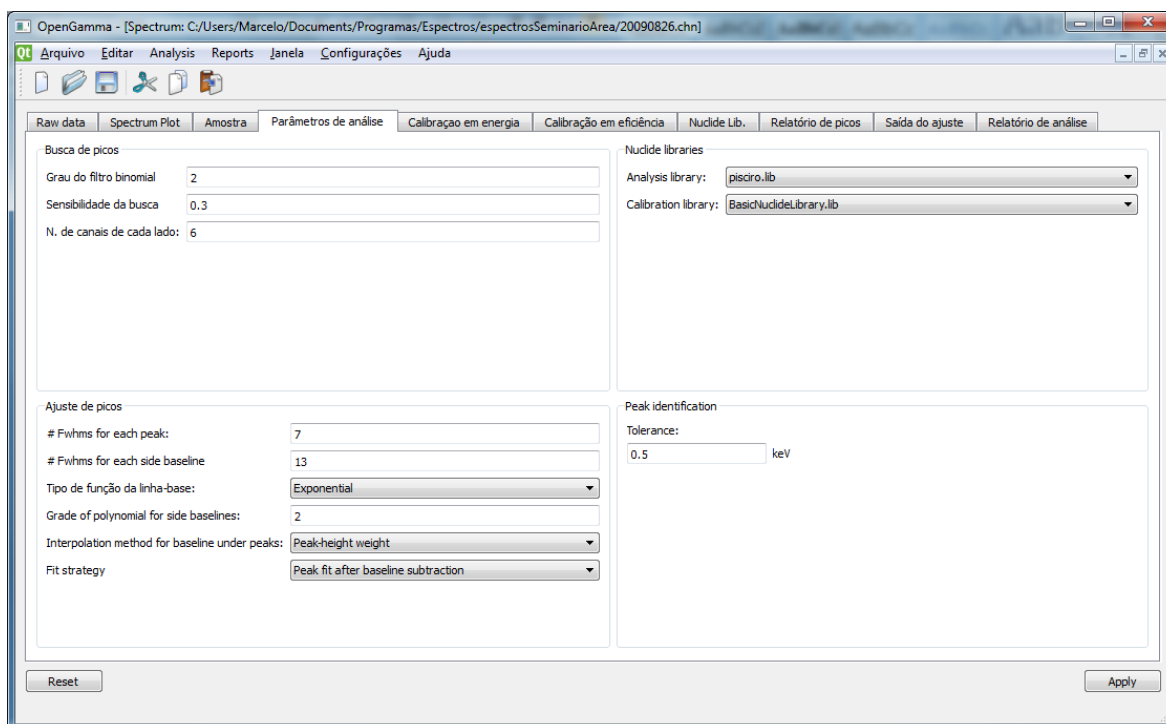 OpenGamma - [Spectrum: C:/Users/Marcelo/Documents/Programas/Espectros/espectrosSeminarioArea/20090826.chn]
Qt Arquivo Editar Analysis Reports Janela Configurações Ajuda
Raw data Spectrum Plot Amostra Parâmetros de análise Calibraçao em energia Calibração em eficiência Nuclide Lib. Relatório de picos Saída do ajuste Relatório de análise
Busca de picos
Grau do filtro binomial 2
Sensibilidade da busca 0.3
N. de canais de cada lado: 6
Nuclide libraries
Analysis library: pisciro.lib
Calibration library: BasicNuclideLibrary.lib
Ajuste de picos
# Fwhms for each peak: 7
# Fwhms for each side baseline 13
Tipo de função da linha-base: Exponential
Grade of polynomial for side baselines: 2
Interpolation method for baseline under peaks: Peak-height weight
Fit strategy Peak fit after baseline subtraction
Peak identification
Tolerance:
0.5 keV
Reset Apply